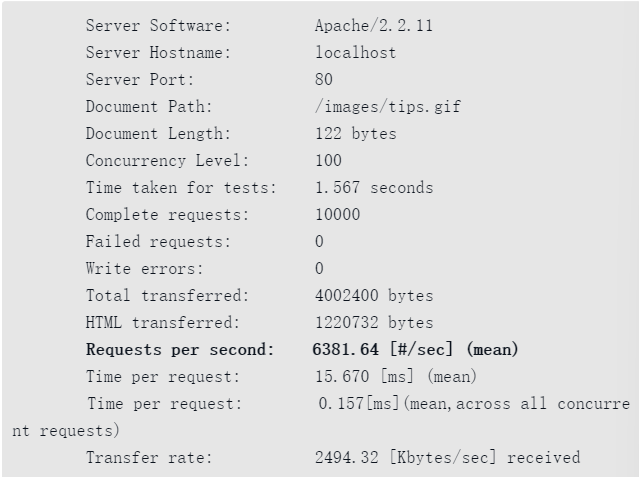 Server Software: Apache/2.2.11
Server Hostname: localhost
Server Port: 80
Document Path: /images/tips.gif
Document Length: 122 bytes
Concurrency Level: 100
Time taken for tests: 1.567 seconds
Complete requests: 10000
Failed requests: 0
Write errors: 0
Total transferred: 4002400 bytes
HTML transferred: 1220732 bytes
Requests per second: 6381.64 [#/sec] (mean)
Time per request: 15.670 [ms] (mean)
Time per request: 0.157[ms](mean,across all concurre
nt requests)
Transfer rate: 2494.32 [Kbytes/sec] received